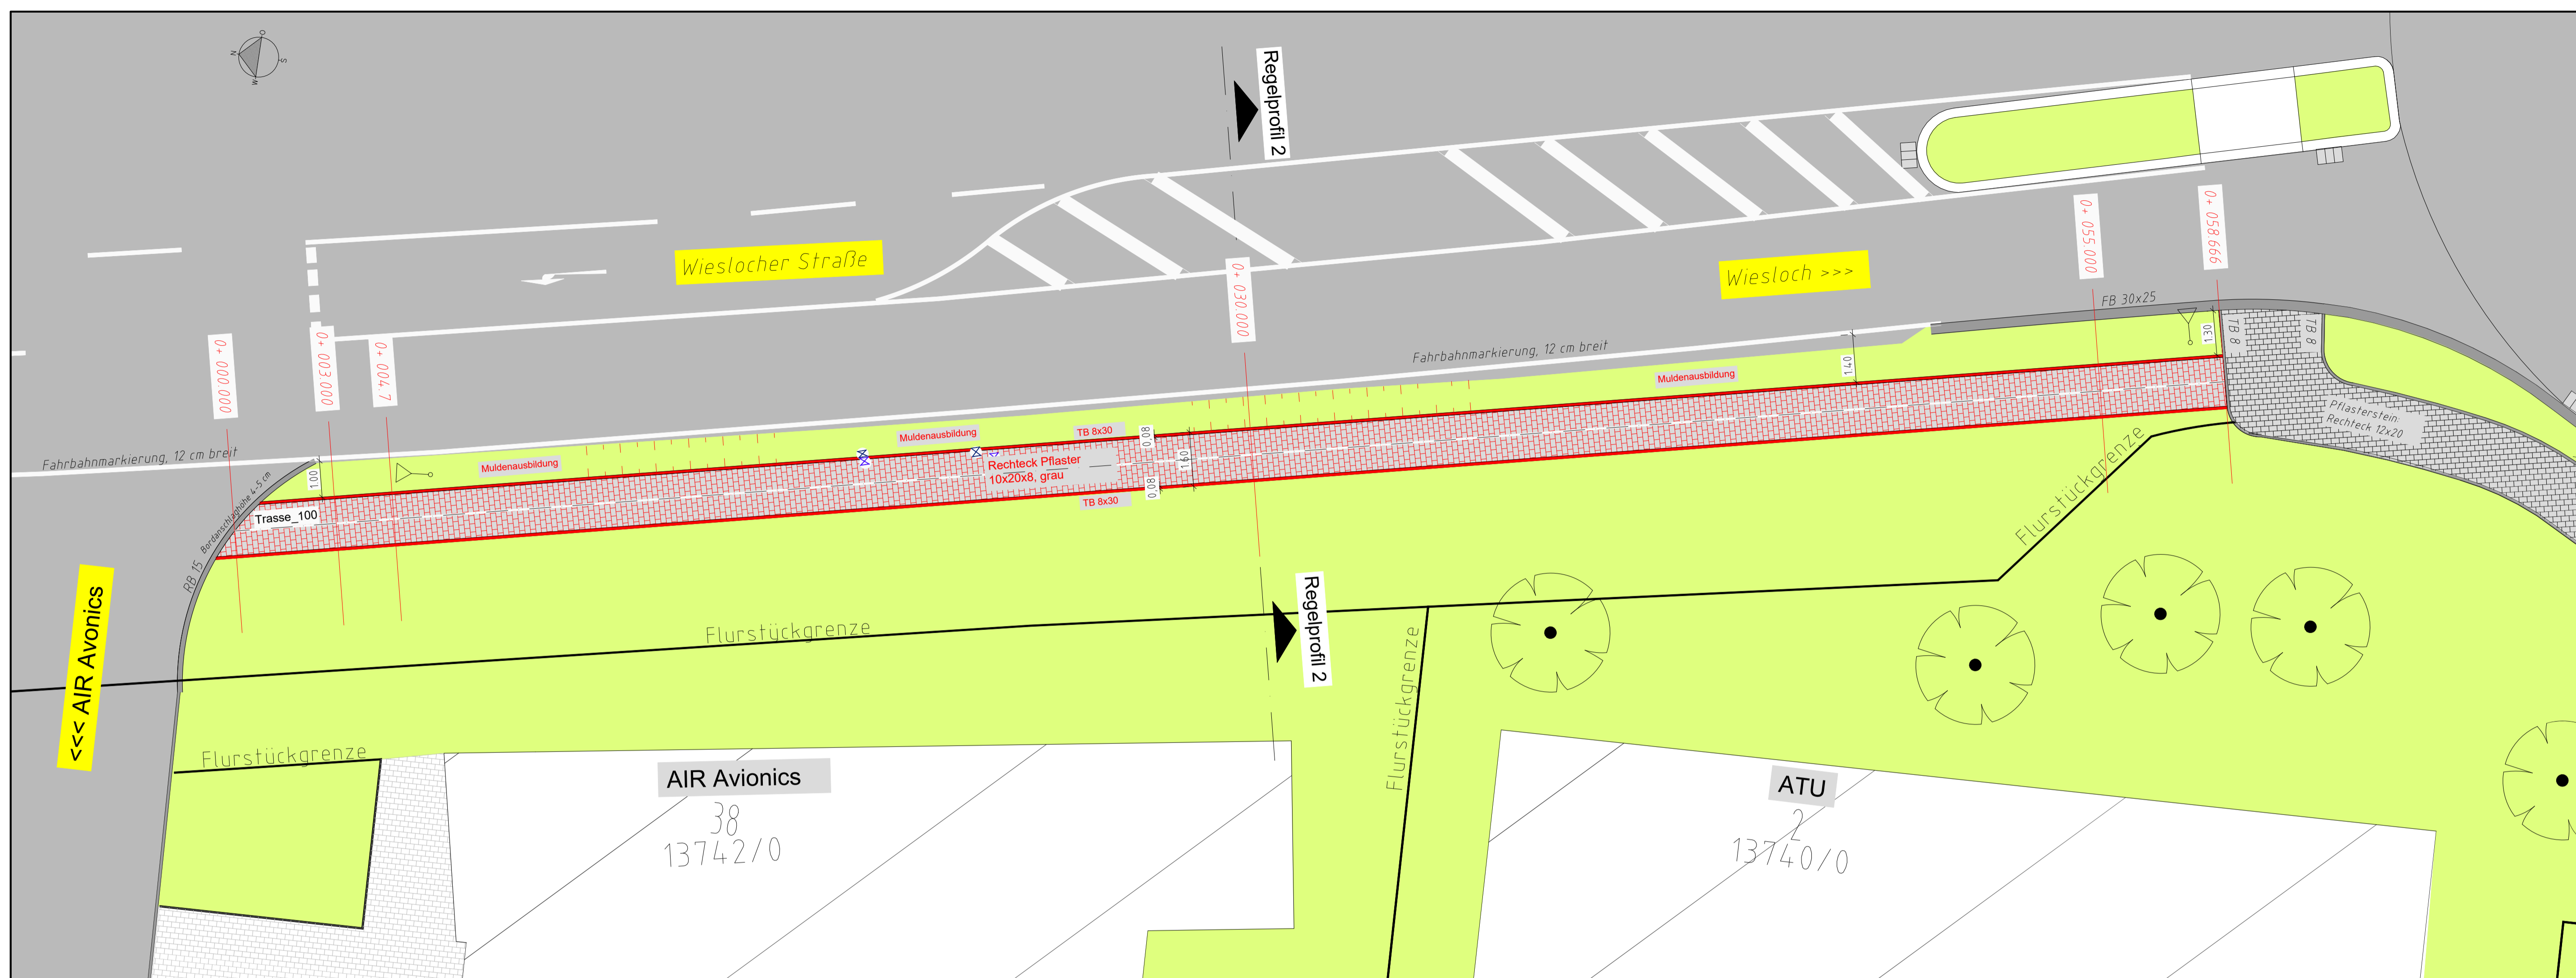 N
O
S
W
Regelprofil 2
Wieslocher Straße
Wiesloch >>>
0+ 000.000
0+ 003.000
0+ 004.7
0+ 030.000
0+ 055.000
0+ 058.666
FB 30x25
Fahrbahnmarkierung, 12 cm breit
Fahrbahnmarkierung, 12 cm breit
Muldenausbildung
Muldenausbildung
Muldenausbildung
1.40
1.30
TB 8
TB 8
Pflasterstein:
Rechteck 12x20
TB 8x30
0,08
1.60
0,08
TB 8x30
Rechteck Pflaster
10x20x8, grau
1.00
Bordanschlaghöhe 4-5 cm
Trasse_100
RB 15
<<< AIR Avonics
Regelprofil 2
Flurstückgrenze
Flurstückgrenze
Flurstückgrenze
Flurstückgrenze
AIR Avionics
38
13742/0
ATU
2
13740/0